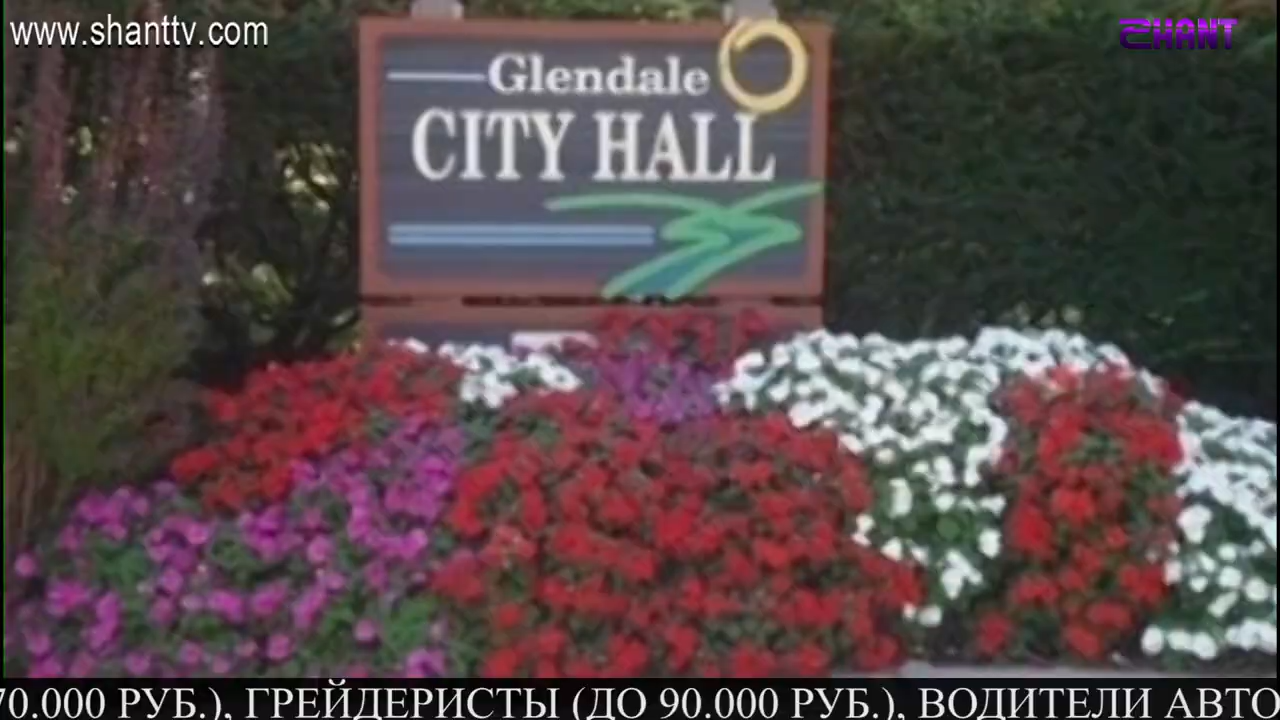 www.shanttv.com
SHANT
Glendale
CITY HALL
70.000 РУБ.), ГРЕЙДЕРИСТЫ (ДО 90.000 РУБ.), ВОДИТЕЛИ АВТО